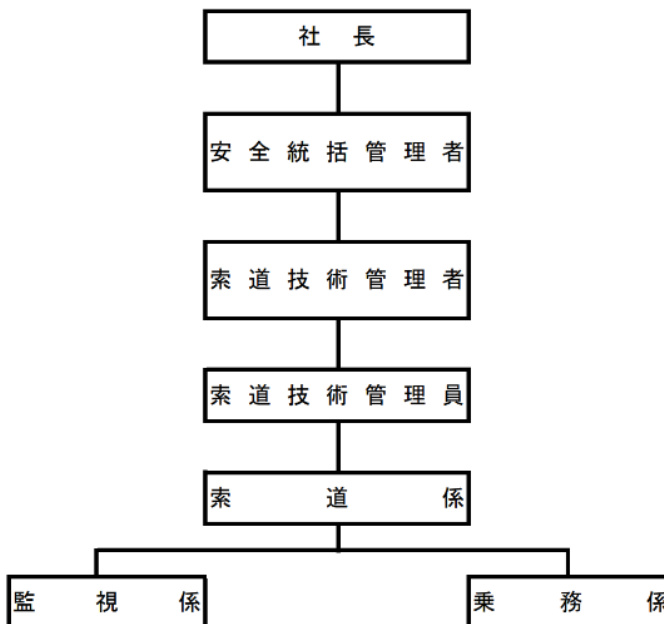 社長
安全統括管理者
索道技術管理者
索道技術管理員
索道係
監視係
乗務係